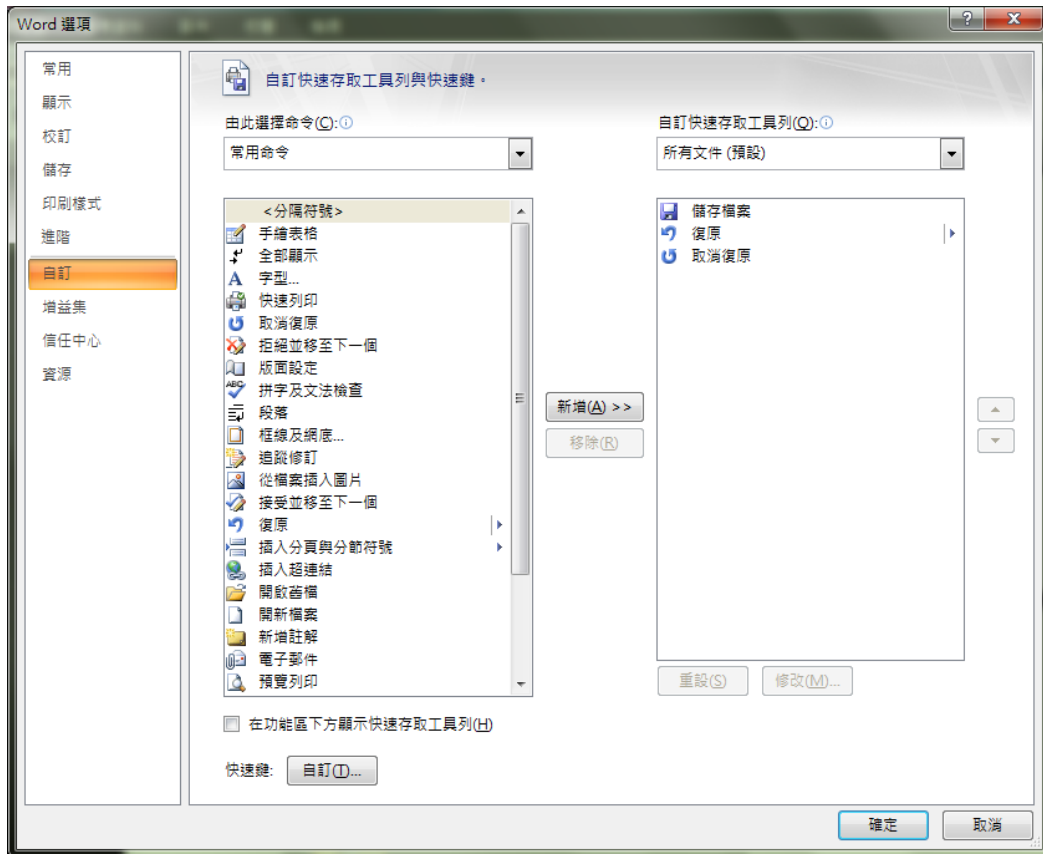 Word 選項
常用
顯示
校訂
儲存
印刷樣式
進階
自訂
增益集
信任中心
資源
自訂快速存取工具列與快速鍵。
由此選擇命令(C):
常用命令
<分隔符號>
手繪表格
全部顯示
字型...
快速列印
取消復原
拒絕並移至下一個
版面設定
拼字及文法檢查
段落
框線及網底...
追蹤修訂
從檔案插入圖片
接受並移至下一個
復原
插入分頁與分節符號
插入超連結
開啟舊檔
開新檔案
新增註解
電子郵件
預覽列印
新增(A) >>
移除(R)
自訂快速存取工具列(Q):
所有文件 (預設)
儲存檔案
復原
取消復原
重設(S)
修改(M)...
在功能區下方顯示快速存取工具列(H)
快速鍵:
自訂(T)...
確定
取消